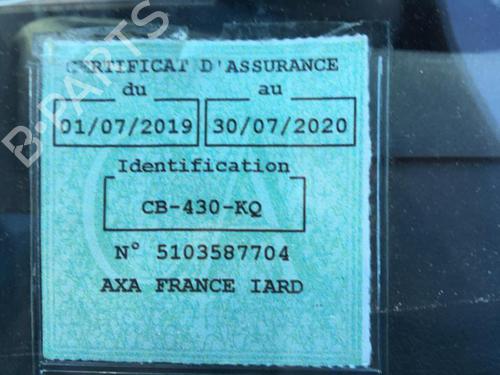 CERTIFICAT D'ASSURANCE
du au
01/07/2019 30/07/2020
Identification
CB-430-KQ
N° 5103587704
AXA FRANCE IARD
B-PARTS